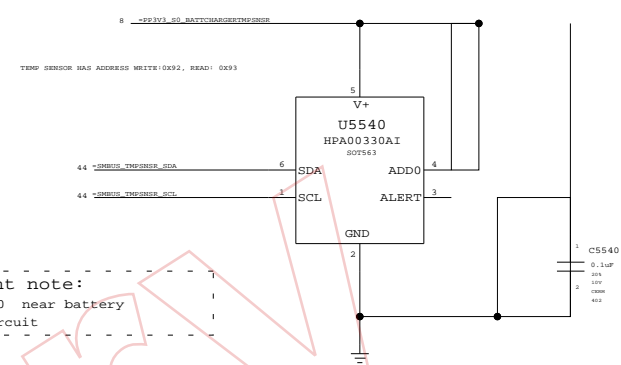 8 =PP3V3_S0_BATTCHARGERTMPSNSR
TEMP SENSOR HAS ADDRESS WRITE:0X92, READ: 0X93
5
V+
U5540
HPA00330AI
SOT563
44 =SMBUS_TMPSNSR_SDA 6 SDA ADD0 4
44 =SMBUS_TMPSNSR_SCL 1 SCL ALERT 3
GND
2
1 C5540
0.1uF
20%
10V
2 CERM
402
nt note:
0 near battery
rcuit